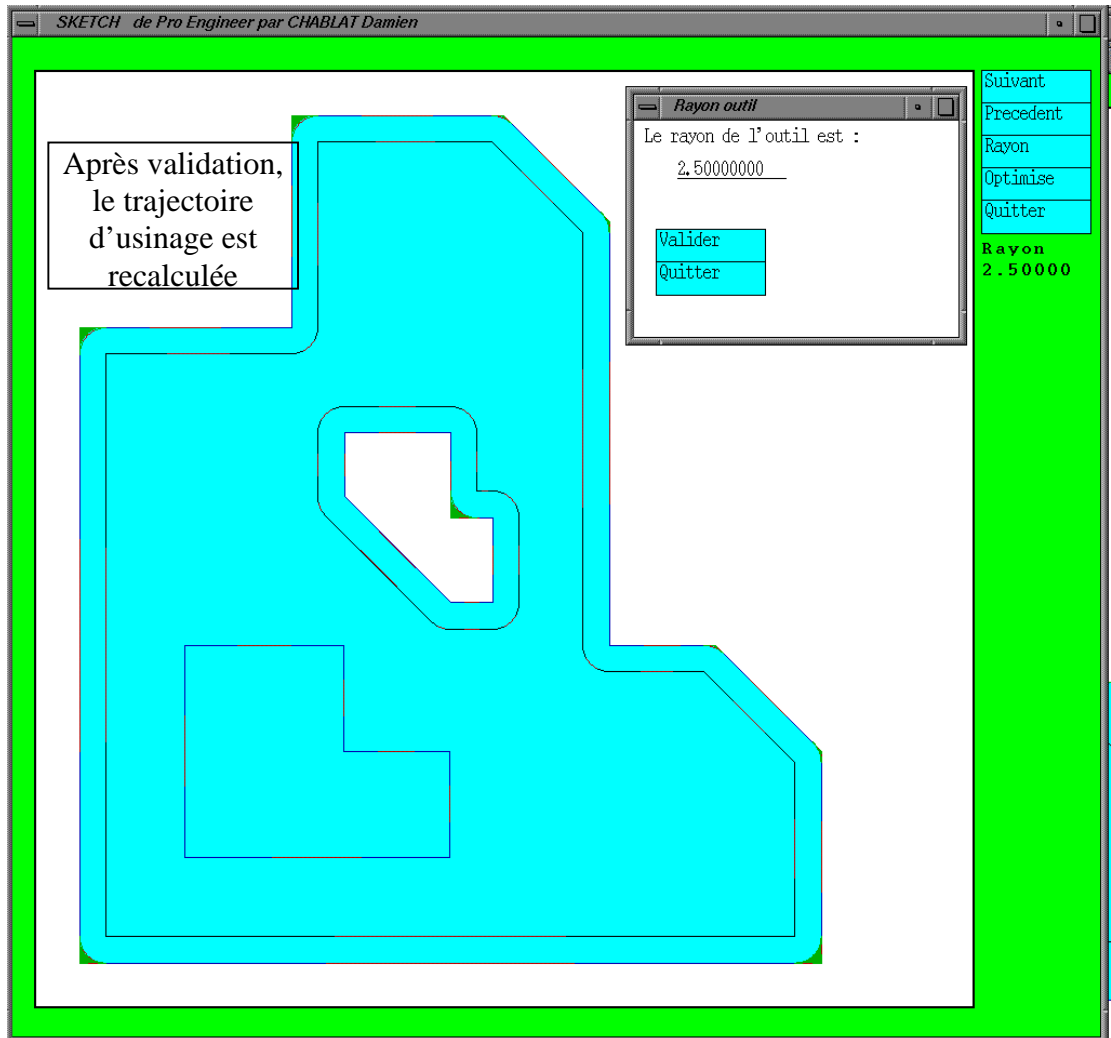 SKETCH de Pro Engineer par CHABLAT Damien
Après validation,
le trajectoire
d’usinage est
recalculée
Rayon outil
Le rayon de l'outil est :
2.50000000
Valider
Quitter
Suivant
Precedent
Rayon
Optimise
Quitter
Rayon
2.50000